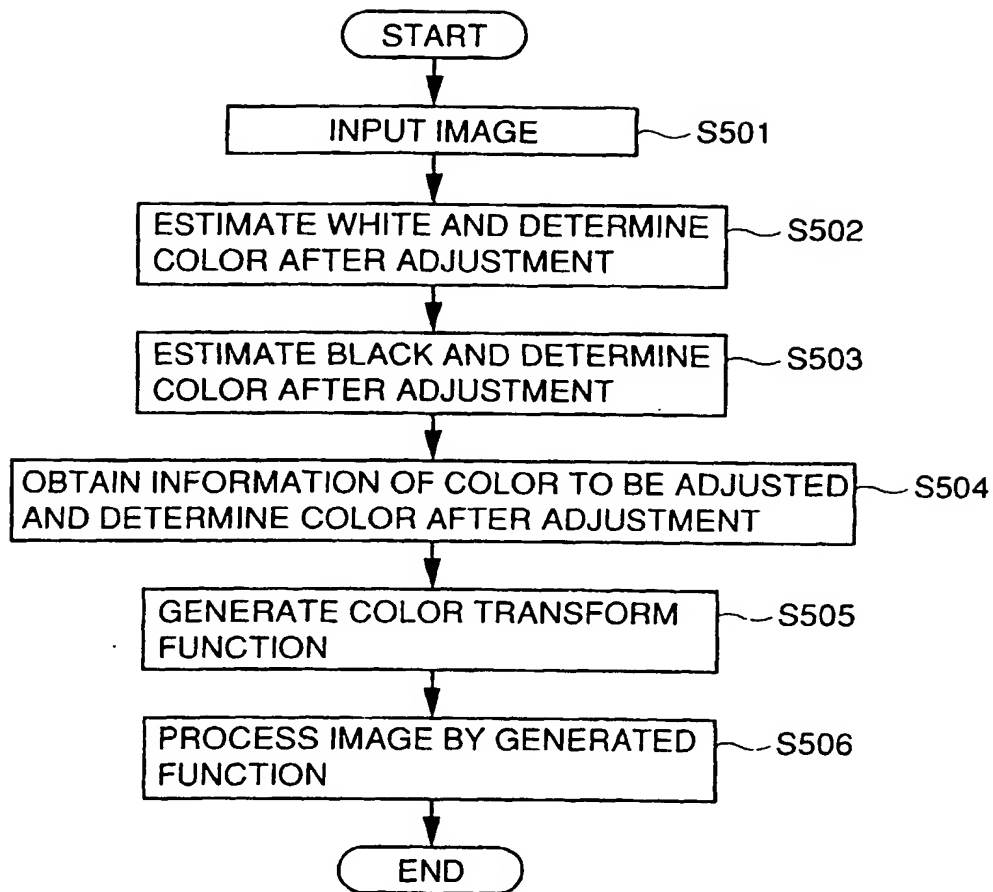 START
INPUT IMAGE
S501
ESTIMATE WHITE AND DETERMINE
COLOR AFTER ADJUSTMENT
S502
ESTIMATE BLACK AND DETERMINE
COLOR AFTER ADJUSTMENT
S503
OBTAIN INFORMATION OF COLOR TO BE ADJUSTED
AND DETERMINE COLOR AFTER ADJUSTMENT
S504
GENERATE COLOR TRANSFORM
FUNCTION
S505
PROCESS IMAGE BY GENERATED
FUNCTION
S506
END